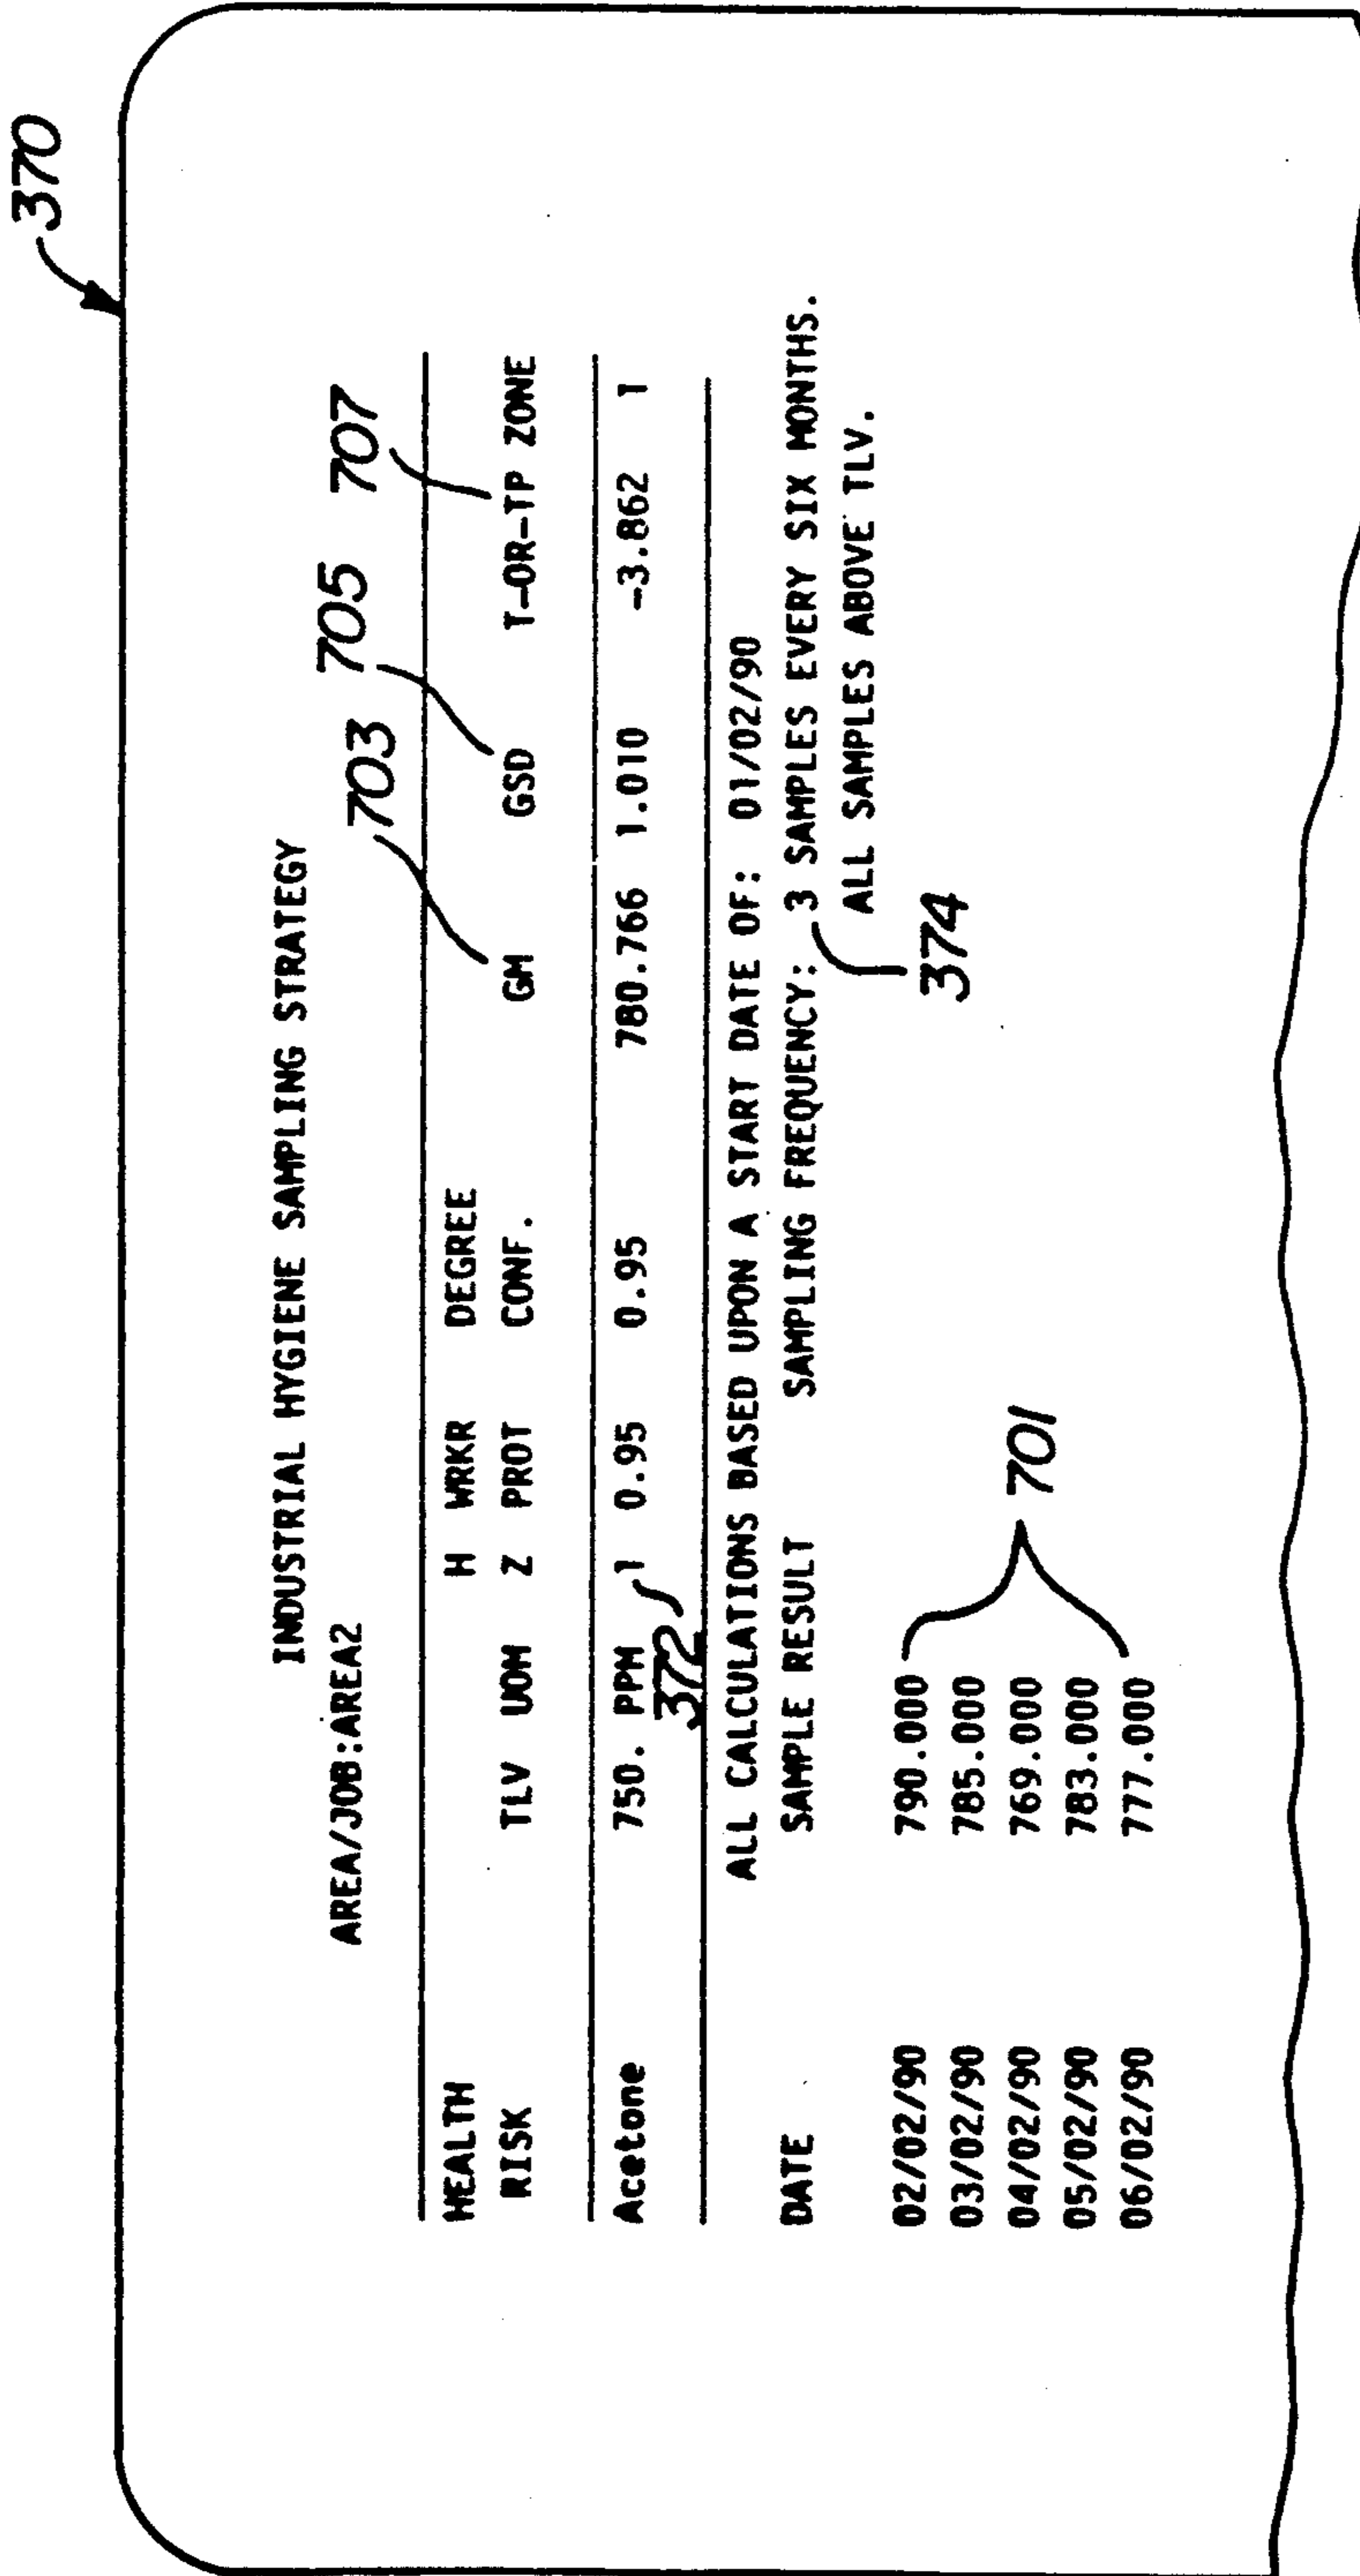 370
INDUSTRIAL HYGIENE SAMPLING STRATEGY
AREA/JOB:AREA2
703 705 707
HEALTH H WRKR DEGREE
RISK TLV UOM Z PROT CONF. GM GSD T-OR-TP ZONE
Acetone 750. PPM 1 0.95 0.95 780.766 1.010 -3.862 1
372
ALL CALCULATIONS BASED UPON A START DATE OF: 01/02/90
DATE SAMPLE RESULT SAMPLING FREQUENCY: 3 SAMPLES EVERY SIX MONTHS.
ALL SAMPLES ABOVE TLV.
374
02/02/90 790.000
03/02/90 785.000
04/02/90 769.000
05/02/90 783.000
06/02/90 777.000
701